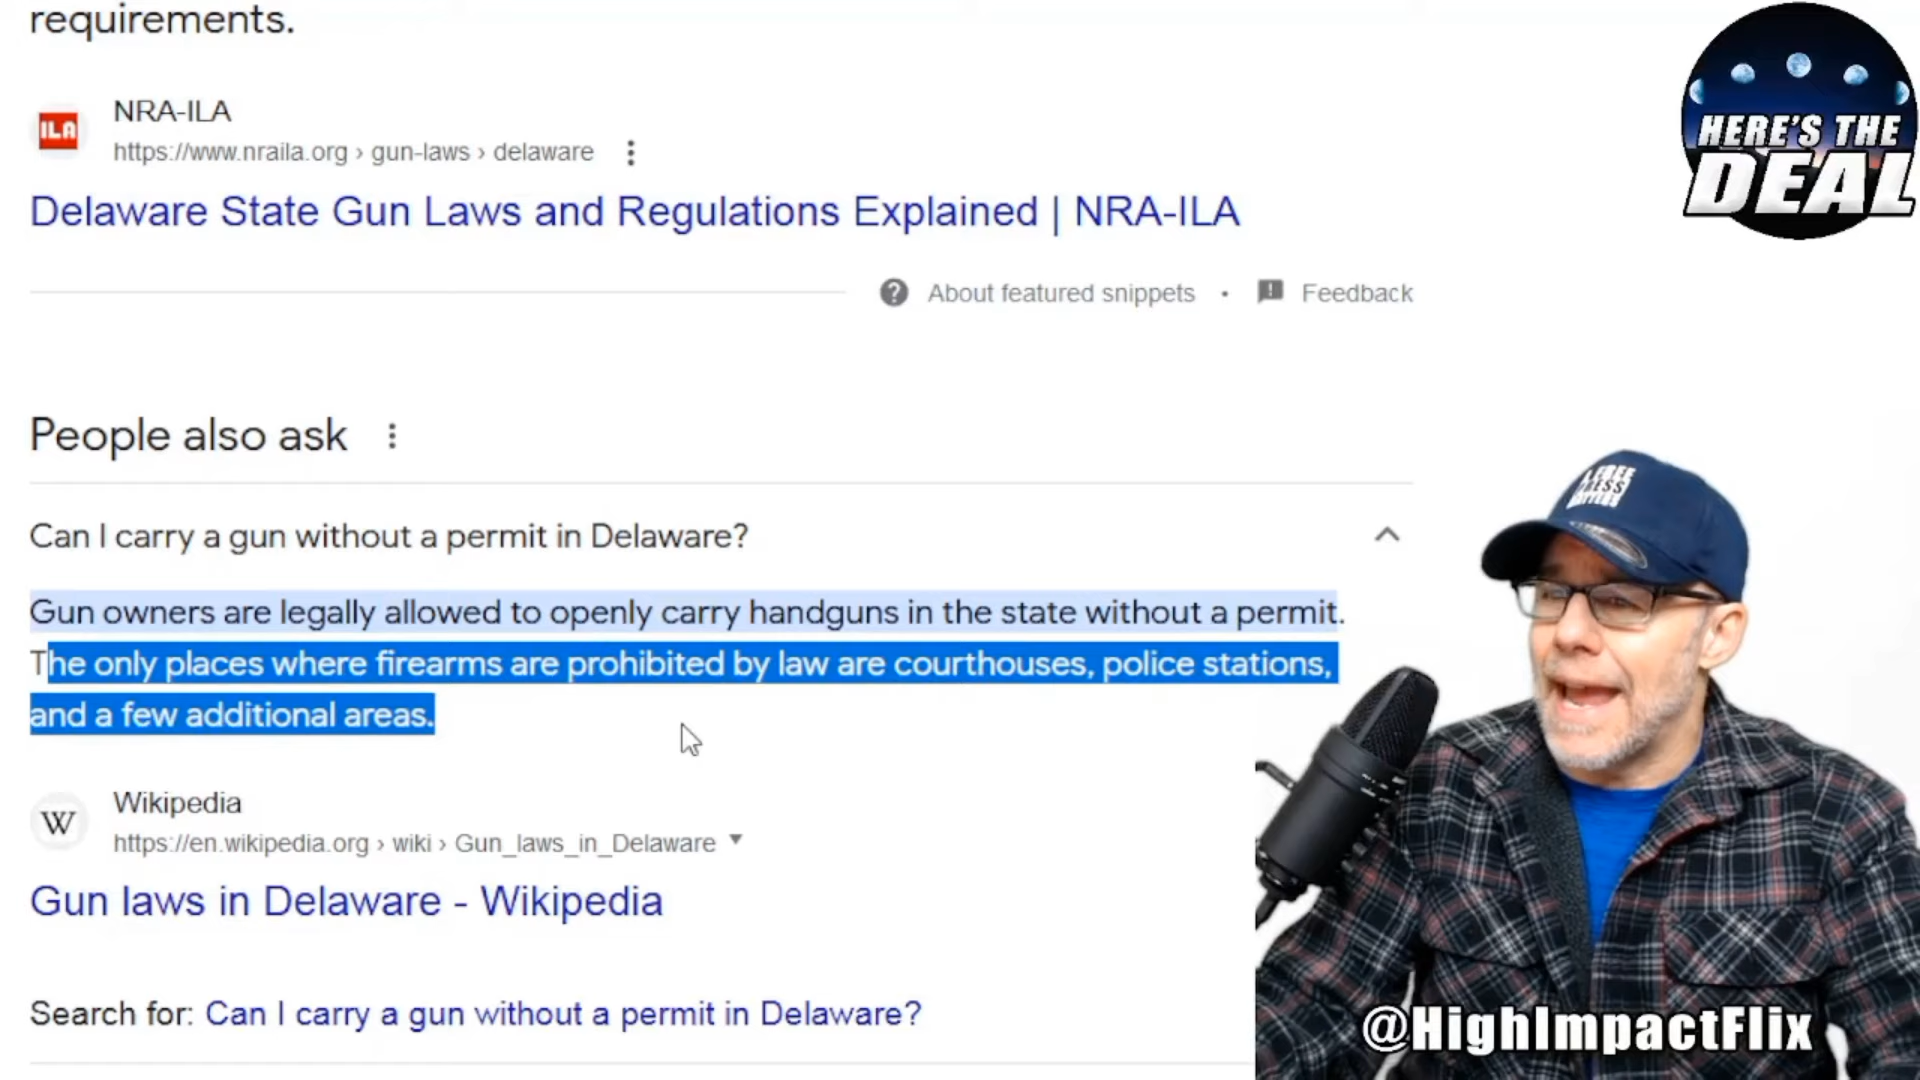 requirements.
HERE'S THE
DEAL
ILA
NRA-ILA
https://www.nraila.org › gun-laws › delaware
Delaware State Gun Laws and Regulations Explained | NRA-ILA
About featured snippets • Feedback
People also ask
Can I carry a gun without a permit in Delaware?
Gun owners are legally allowed to openly carry handguns in the state without a permit.
The only places where firearms are prohibited by law are courthouses, police stations,
and a few additional areas.
A FREE
PRESS
MATTERS
W
Wikipedia
https://en.wikipedia.org › wiki › Gun_laws_in_Delaware
Gun laws in Delaware - Wikipedia
Search for: Can I carry a gun without a permit in Delaware?
@HighImpactFlix